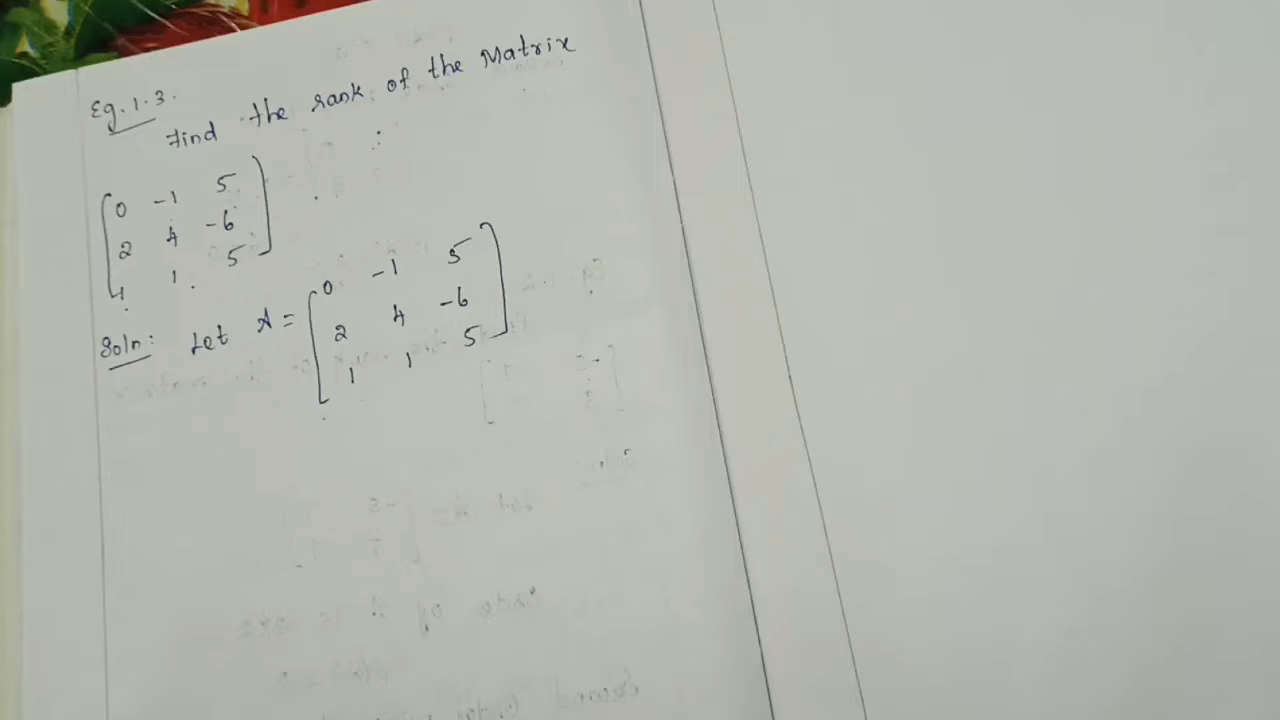 Eg. 1.3.
Find the rank of the Matrix
0 -1 5
2 4 -6
1 1 5
Soln: Let A = 0 -1 5
2 4 -6
1 1 5